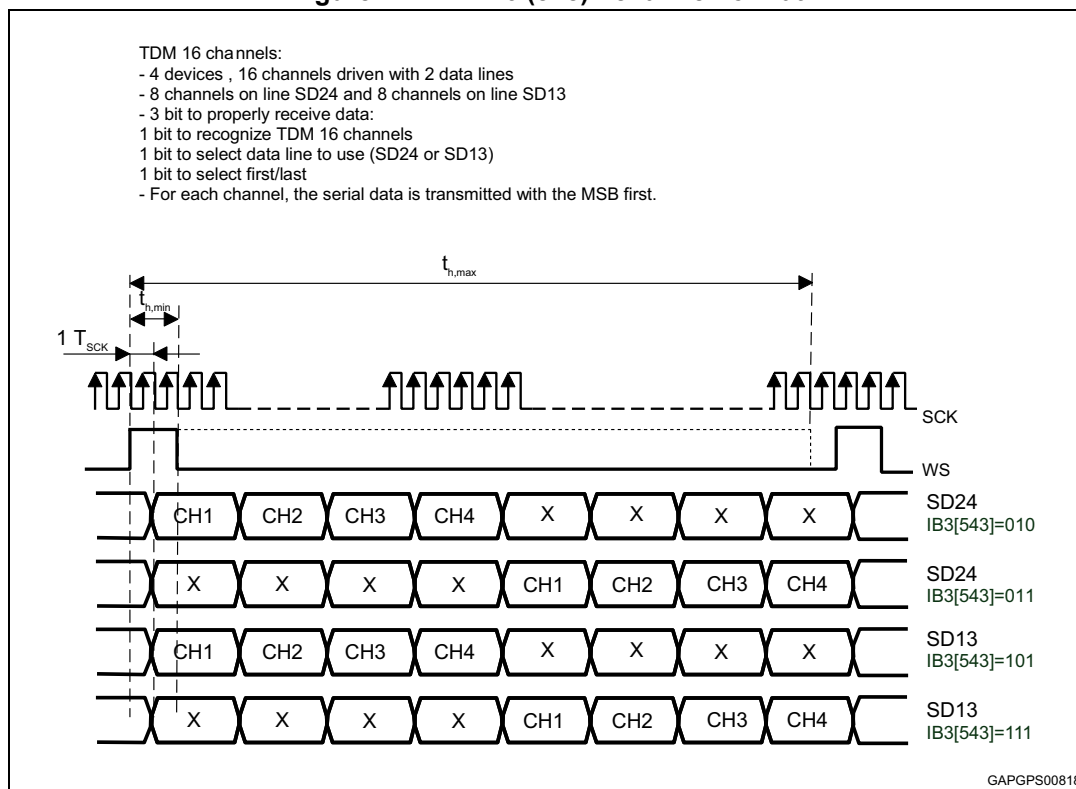 TDM 16 channels:
- 4 devices , 16 channels driven with 2 data lines
- 8 channels on line SD24 and 8 channels on line SD13
- 3 bit to properly receive data:
1 bit to recognize TDM 16 channels
1 bit to select data line to use (SD24 or SD13)
1 bit to select first/last
- For each channel, the serial data is transmitted with the MSB first.
th,max
th,min
1 TSCK
SCK
WS
CH1 CH2 CH3 CH4 X X X X SD24
IB3[543]=010
X X X X CH1 CH2 CH3 CH4 SD24
IB3[543]=011
CH1 CH2 CH3 CH4 X X X X SD13
IB3[543]=101
X X X X CH1 CH2 CH3 CH4 SD13
IB3[543]=111
GAPGPS00818